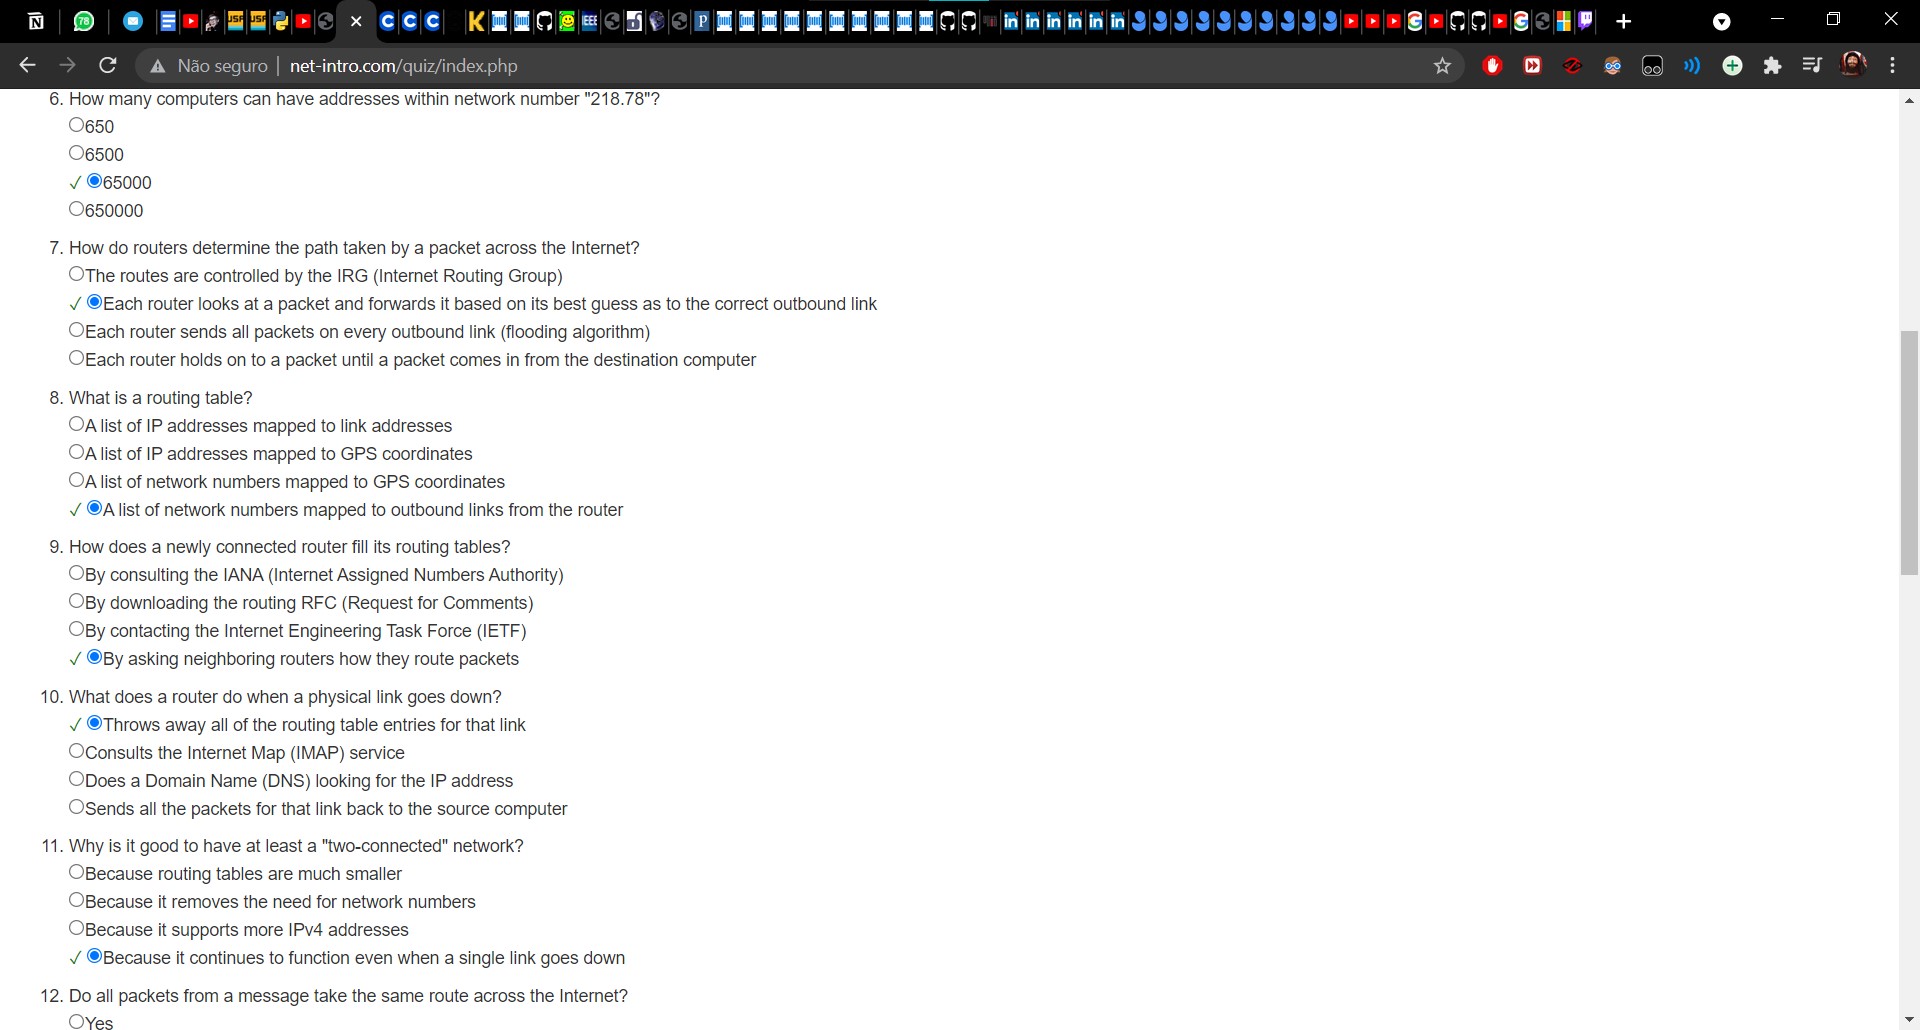 78
Não seguro | net-intro.com/quiz/index.php
6. How many computers can have addresses within network number "218.78"?
650
6500
✓ 65000
650000
7. How do routers determine the path taken by a packet across the Internet?
The routes are controlled by the IRG (Internet Routing Group)
✓ Each router looks at a packet and forwards it based on its best guess as to the correct outbound link
Each router sends all packets on every outbound link (flooding algorithm)
Each router holds on to a packet until a packet comes in from the destination computer
8. What is a routing table?
A list of IP addresses mapped to link addresses
A list of IP addresses mapped to GPS coordinates
A list of network numbers mapped to GPS coordinates
✓ A list of network numbers mapped to outbound links from the router
9. How does a newly connected router fill its routing tables?
By consulting the IANA (Internet Assigned Numbers Authority)
By downloading the routing RFC (Request for Comments)
By contacting the Internet Engineering Task Force (IETF)
✓ By asking neighboring routers how they route packets
10. What does a router do when a physical link goes down?
✓ Throws away all of the routing table entries for that link
Consults the Internet Map (IMAP) service
Does a Domain Name (DNS) looking for the IP address
Sends all the packets for that link back to the source computer
11. Why is it good to have at least a "two-connected" network?
Because routing tables are much smaller
Because it removes the need for network numbers
Because it supports more IPv4 addresses
✓ Because it continues to function even when a single link goes down
12. Do all packets from a message take the same route across the Internet?
Yes